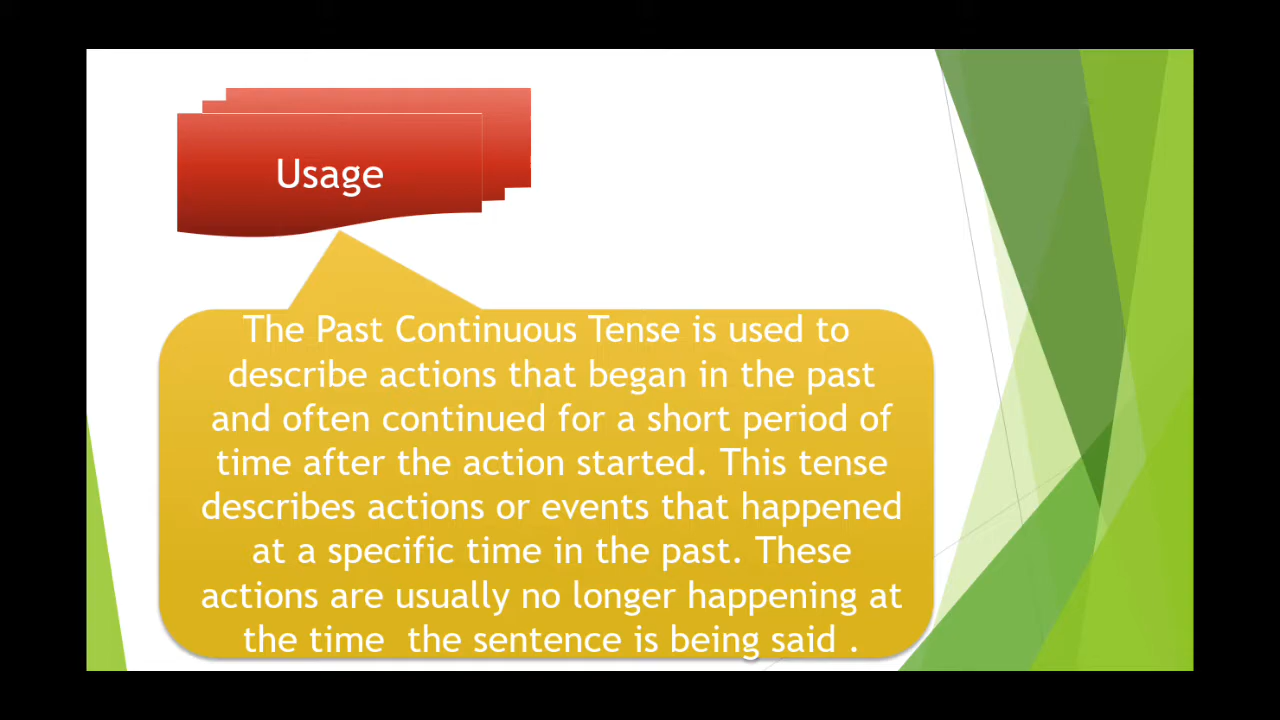 Usage
The Past Continuous Tense is used to
describe actions that began in the past
and often continued for a short period of
time after the action started. This tense
describes actions or events that happened
at a specific time in the past. These
actions are usually no longer happening at
the time  the sentence is being said .